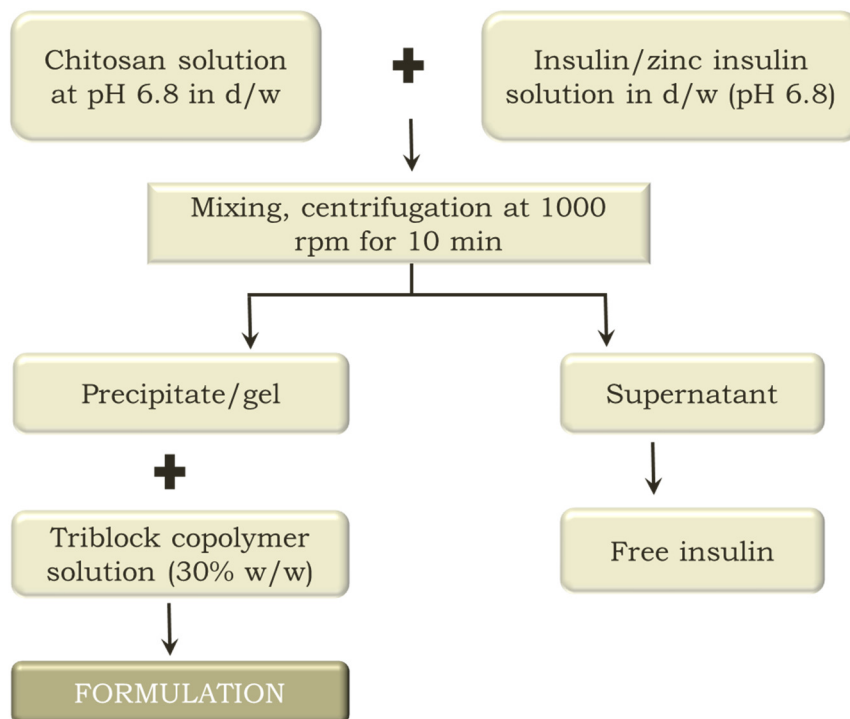 Chitosan solution
at pH 6.8 in d/w
Insulin/zinc insulin
solution in d/w (pH 6.8)
Mixing, centrifugation at 1000
rpm for 10 min
Precipitate/gel
Supernatant
Triblock copolymer
solution (30% w/w)
Free insulin
FORMULATION